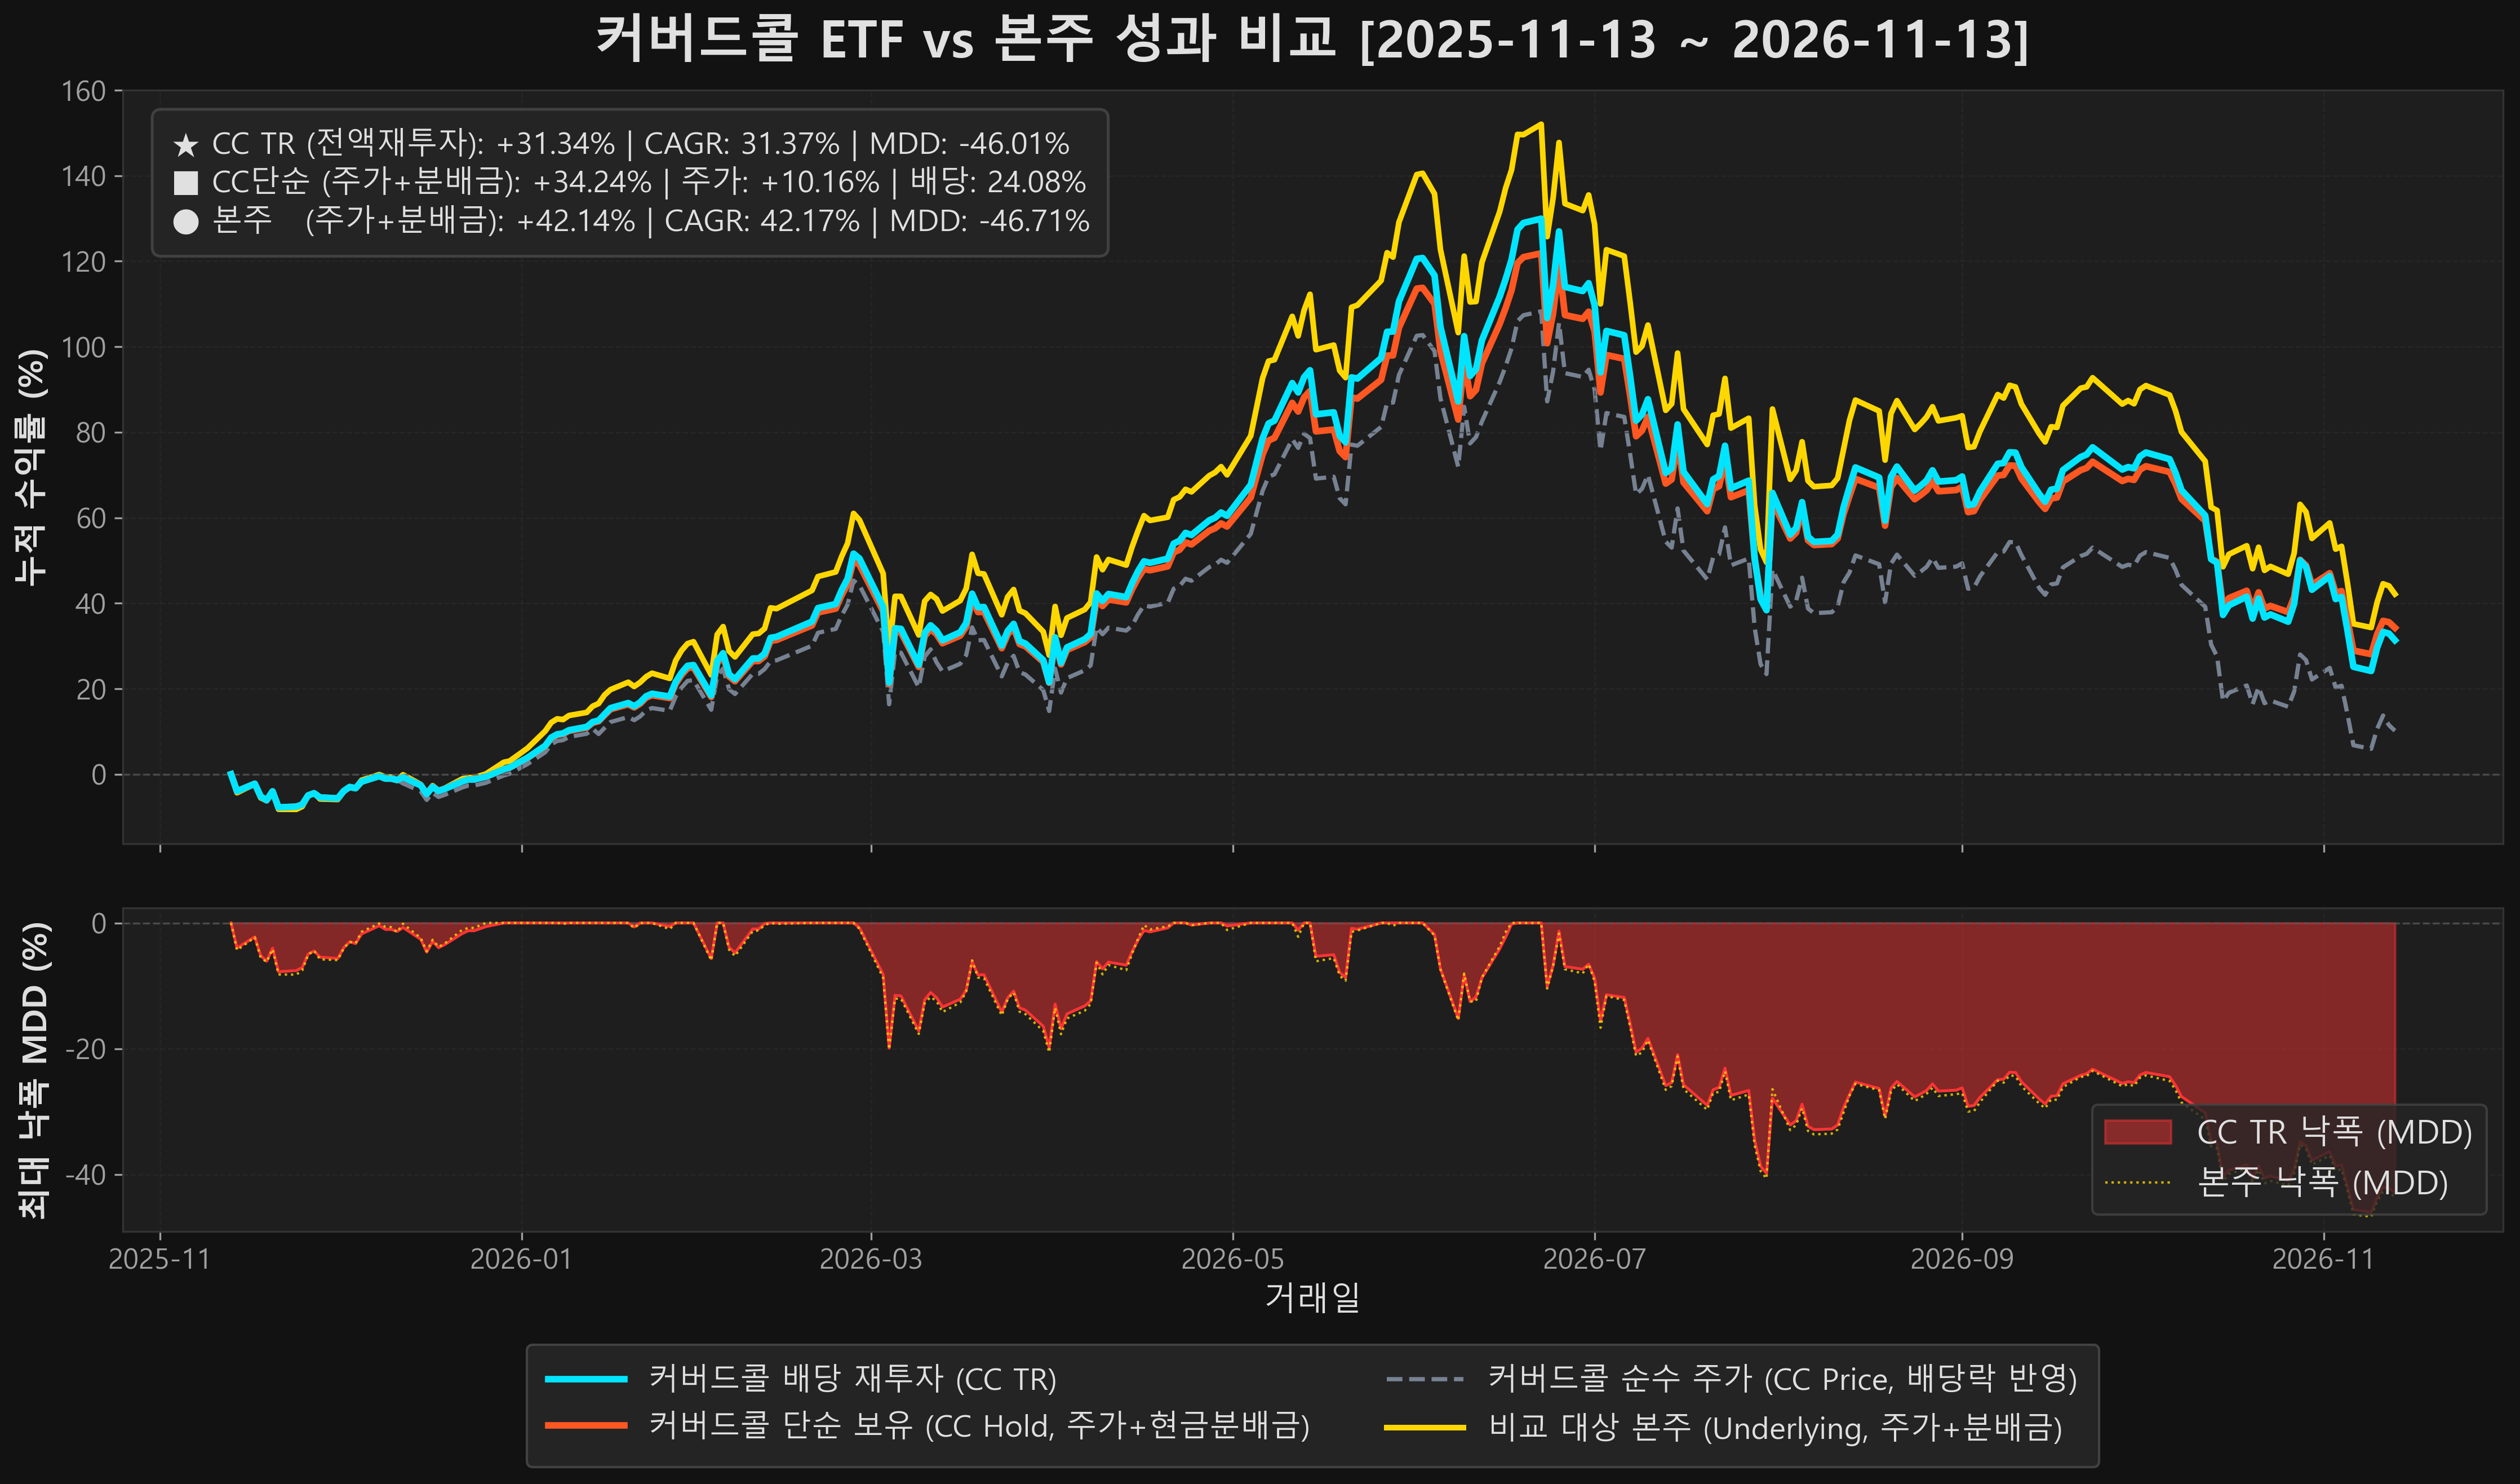 커버드콜 ETF vs 본주 성과 비교 [2025-11-13 ~ 2026-11-13]
★ CC TR (전액재투자): +31.34% | CAGR: 31.37% | MDD: -46.01%
■ CC단순 (주가+분배금): +34.24% | 주가: +10.16% | 배당: 24.08%
● 본주 (주가+분배금): +42.14% | CAGR: 42.17% | MDD: -46.71%
누적 수익률 (%)
160
140
120
100
80
60
40
20
0
최대 낙폭 MDD (%)
0
-20
-40
CC TR 낙폭 (MDD)
본주 낙폭 (MDD)
2025-11
2026-01
2026-03
2026-05
2026-07
2026-09
2026-11
거래일
커버드콜 배당 재투자 (CC TR)
커버드콜 단순 보유 (CC Hold, 주가+현금분배금)
커버드콜 순수 주가 (CC Price, 배당락 반영)
비교 대상 본주 (Underlying, 주가+분배금)